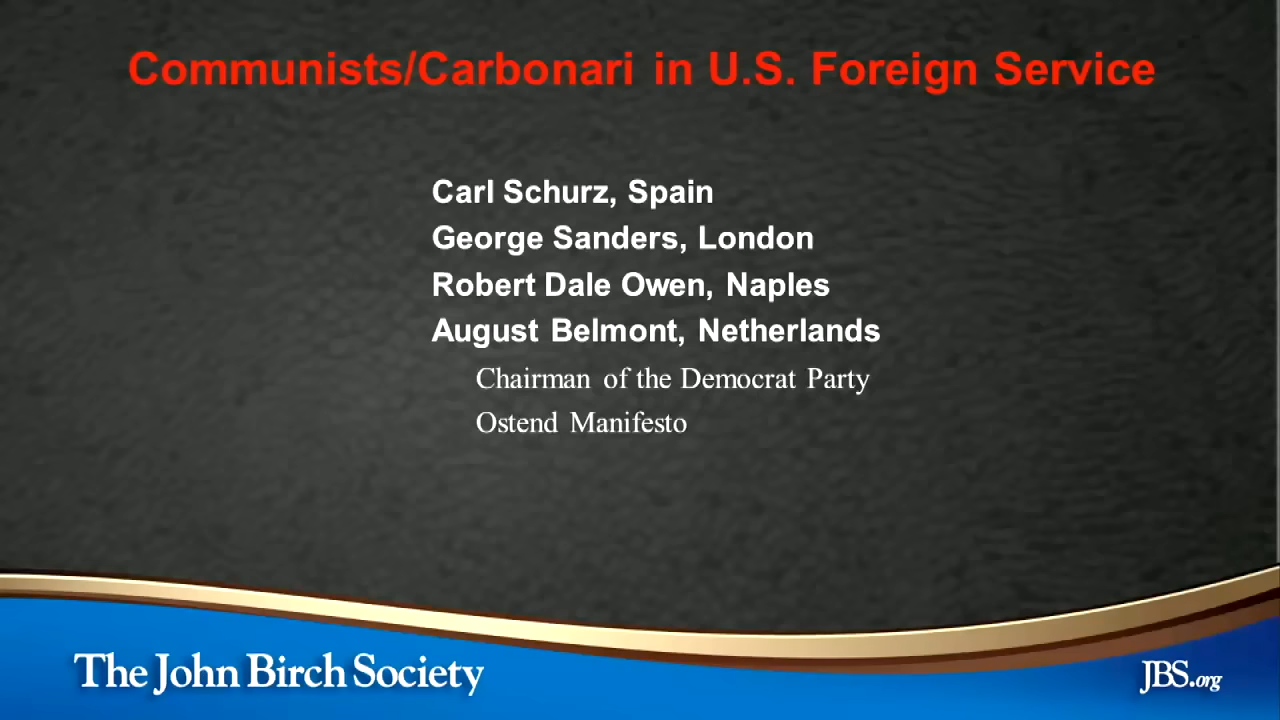 Communists/Carbonari in U.S. Foreign Service
Carl Schurz, Spain
George Sanders, London
Robert Dale Owen, Naples
August Belmont, Netherlands
Chairman of the Democrat Party
Ostend Manifesto
The John Birch Society
JBS.org